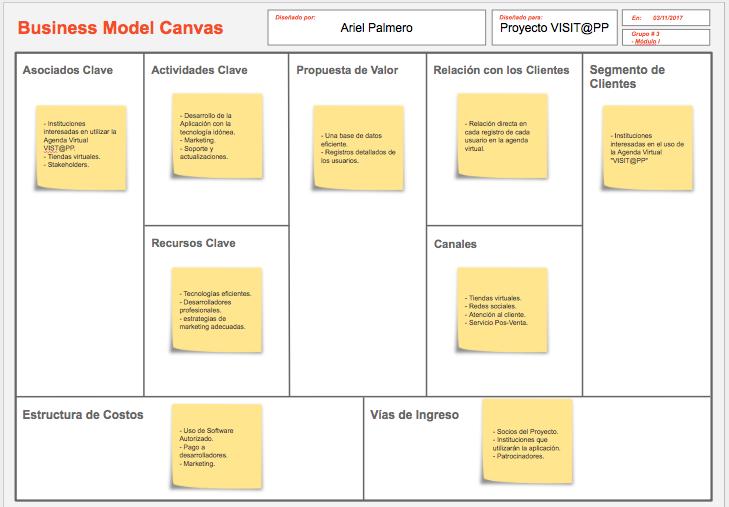 Business Model Canvas
Diseñado por:
Ariel Palmero
Diseñado para:
Proyecto VISIT@PP
En: 03/11/2017
Grupo # 3
- Módulo I
Asociados Clave
- Instituciones
interesadas en utilizar la
Agenda Virtual
VIST@PP.
- Tiendas virtuales.
- Stakeholders.
Actividades Clave
- Desarrollo de la
Aplicación con la
tecnología idónea.
- Marketing.
- Soporte y
actualizaciones.
Recursos Clave
- Tecnologías eficientes.
- Desarrolladores
profesionales.
- estrategias de
marketing adecuadas.
Propuesta de Valor
- Una base de datos
eficiente.
- Registros detallados de
los usuarios.
Relación con los Clientes
- Relación directa en
cada registro de cada
usuario en la agenda
virtual.
Canales
- Tiendas virtuales.
- Redes sociales.
- Atención al cliente.
- Servicio Pos-Venta.
Segmento de
Clientes
- Instituciones
interesadas en el uso de
la Agenda Virtual
"VISIT@PP"
Estructura de Costos
- Uso de Software
Autorizado.
- Pago a
desarrolladores.
- Marketing.
Vías de Ingreso
- Socios del Proyecto.
- Instituciones que
utilizarán la aplicación.
- Patrocinadores.